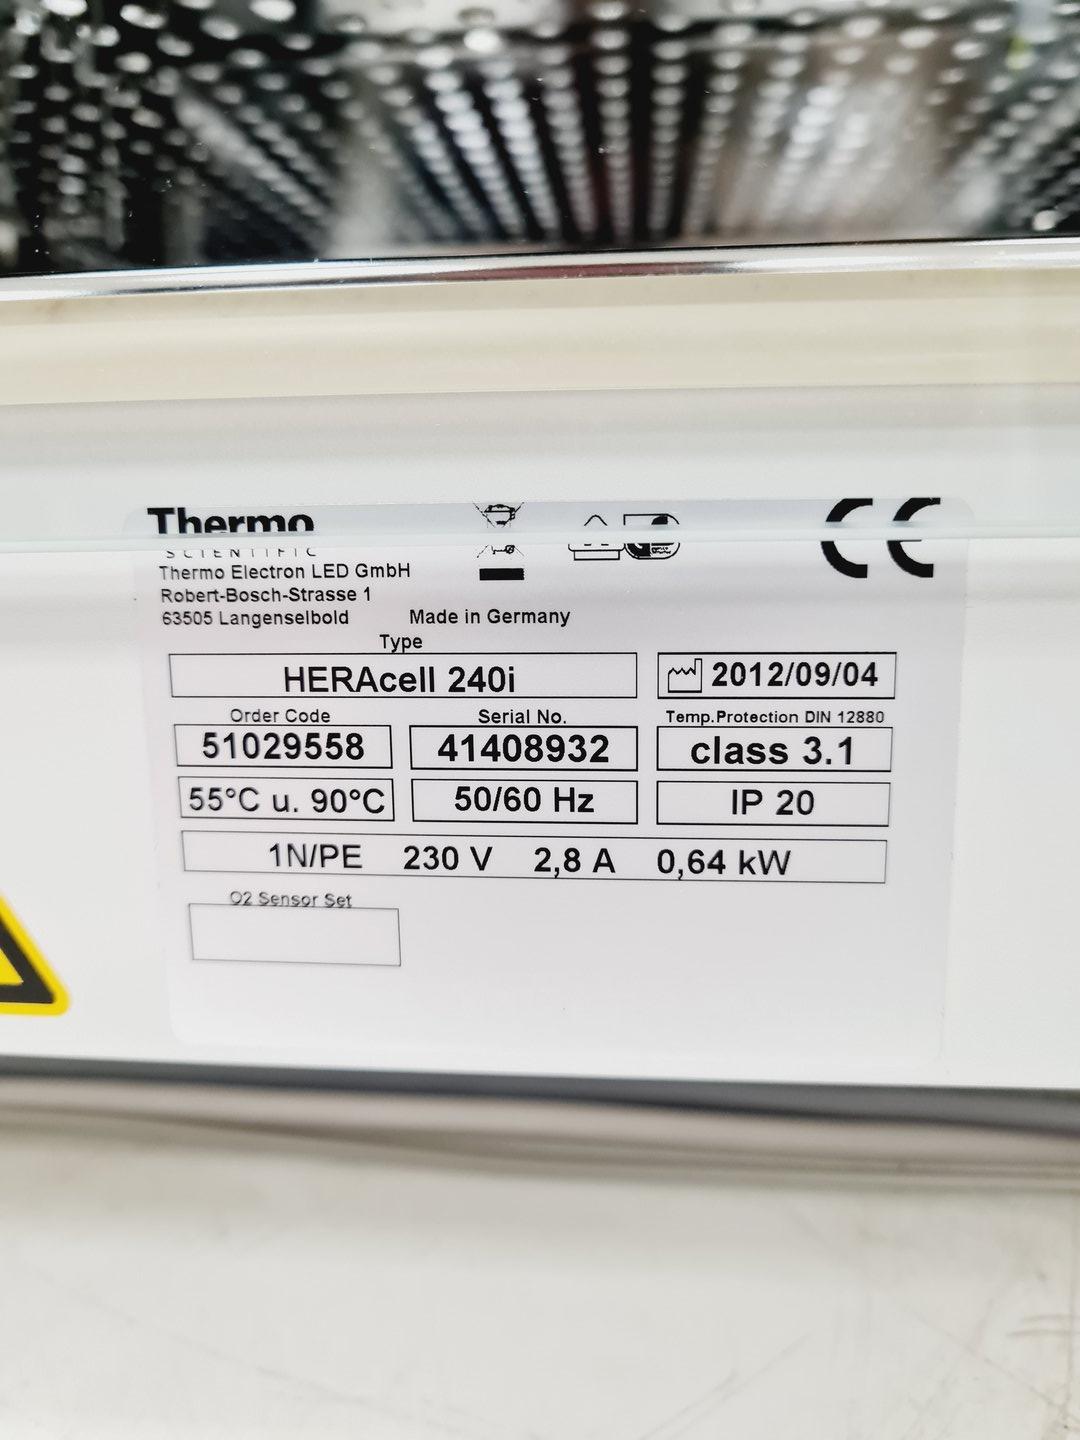 Thermo
SCIENTIFIC
Thermo Electron LED GmbH
Robert-Bosch-Strasse 1
63505 Langenselbold Made in Germany
Type
HERAcell 240i 2012/09/04
Order Code Serial No. Temp.Protection DIN 12880
51029558 41408932 class 3.1
55°C u. 90°C 50/60 Hz IP 20
1N/PE 230 V 2,8 A 0,64 kW
O2 Sensor Set
CE